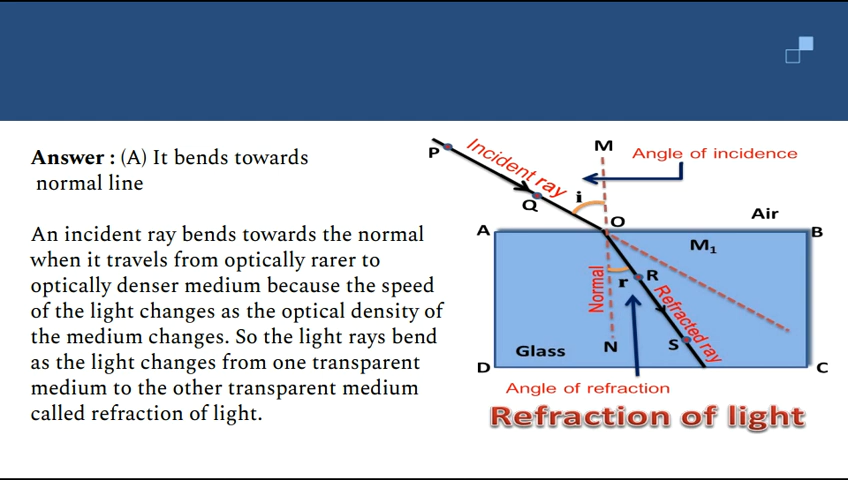 Answer : (A) It bends towards
normal line
An incident ray bends towards the normal
when it travels from optically rarer to
optically denser medium because the speed
of the light changes as the optical density of
the medium changes. So the light rays bend
as the light changes from one transparent
medium to the other transparent medium
called refraction of light.
P
Incident ray
M
Angle of incidence
Q
i
O
Air
A
B
M₁
Normal
r
R
Refracted ray
Glass
N
S
D
C
Angle of refraction
Refraction of light